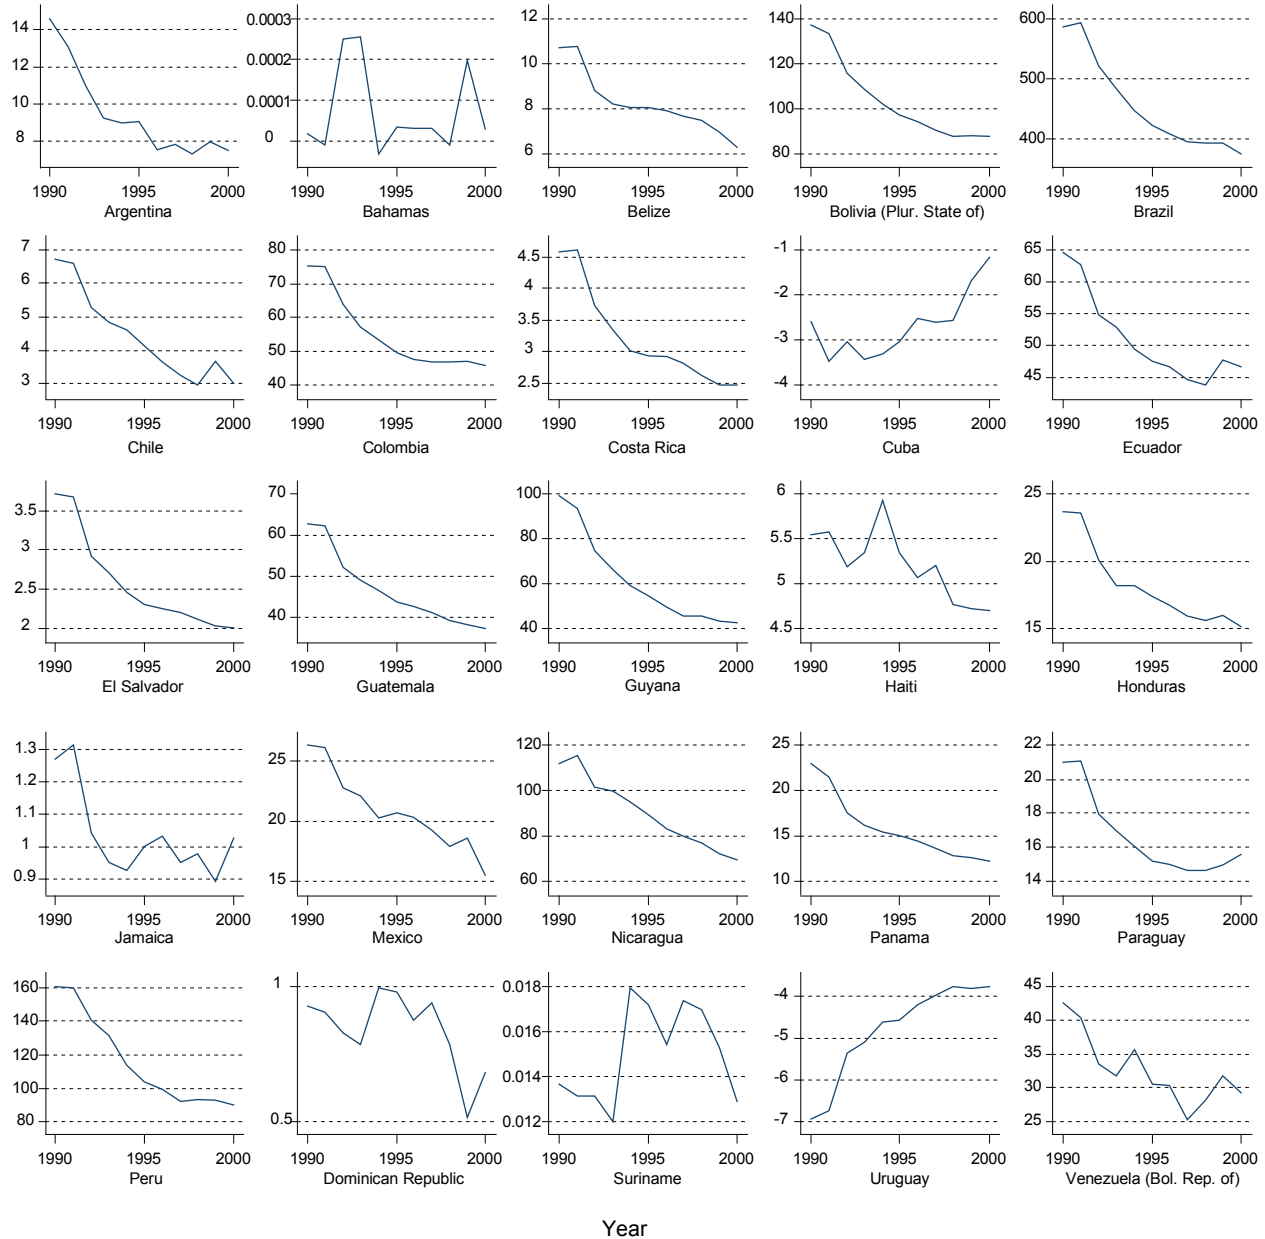 14
12
10
8
1990 1995 2000
Argentina
0.0003
0.0002
0.0001
0
1990 1995 2000
Bahamas
12
10
8
6
1990 1995 2000
Belize
140
120
100
80
1990 1995 2000
Bolivia (Plur. State of)
600
500
400
1990 1995 2000
Brazil
7
6
5
4
3
1990 1995 2000
Chile
80
70
60
50
40
1990 1995 2000
Colombia
4.5
4
3.5
3
2.5
1990 1995 2000
Costa Rica
-1
-2
-3
-4
1990 1995 2000
Cuba
65
60
55
50
45
1990 1995 2000
Ecuador
3.5
3
2.5
2
1990 1995 2000
El Salvador
70
60
50
40
1990 1995 2000
Guatemala
100
80
60
40
1990 1995 2000
Guyana
6
5.5
5
4.5
1990 1995 2000
Haiti
25
20
15
1990 1995 2000
Honduras
1.3
1.2
1.1
1
0.9
1990 1995 2000
Jamaica
25
20
15
1990 1995 2000
Mexico
120
100
80
60
1990 1995 2000
Nicaragua
25
20
15
10
1990 1995 2000
Panama
22
20
18
16
14
1990 1995 2000
Paraguay
160
140
120
100
80
1990 1995 2000
Peru
1
0.5
1990 1995 2000
Dominican Republic
0.018
0.016
0.014
0.012
1990 1995 2000
Suriname
-4
-5
-6
-7
1990 1995 2000
Uruguay
45
40
35
30
25
1990 1995 2000
Venezuela (Bol. Rep. of)
Year